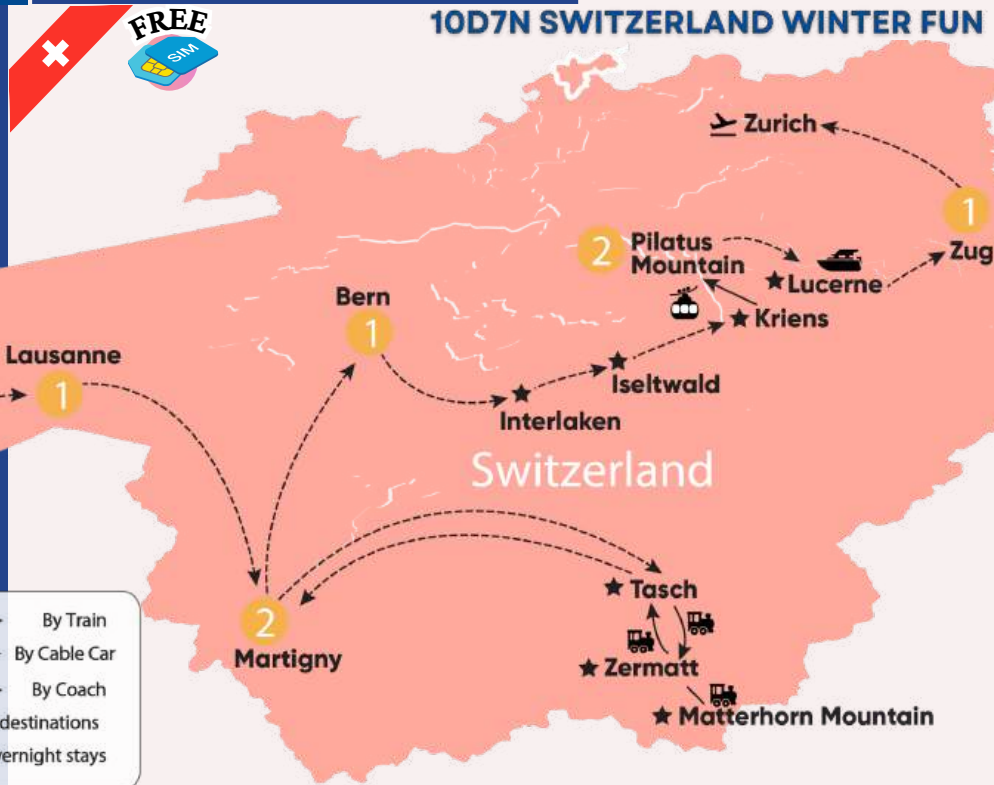 FREE
SIM
10D7N SWITZERLAND WINTER FUN
Zurich
1
Zug
2
Pilatus
Mountain
Lucerne
Kriens
Bern
1
Lausanne
1
Iseltwald
Interlaken
Switzerland
Tasch
2
Martigny
Zermatt
Matterhorn Mountain
By Train
By Cable Car
By Coach
destinations
vernight stays